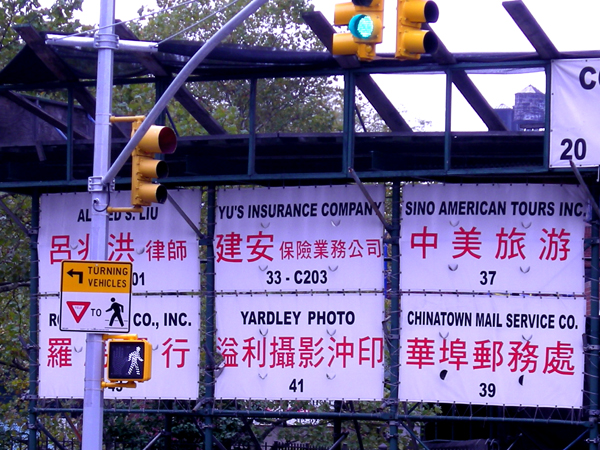 20
S. LIU
呂兆洪 律師
YU'S INSURANCE COMPANY
建安 保險業務公司
33 - C203
SINO AMERICAN TOURS INC.
中美旅游
37
TURNING
VEHICLES
TO
CO., INC.
羅 行
YARDLEY PHOTO
溢利攝影沖印
41
CHINATOWN MAIL SERVICE CO.
華埠郵務處
39